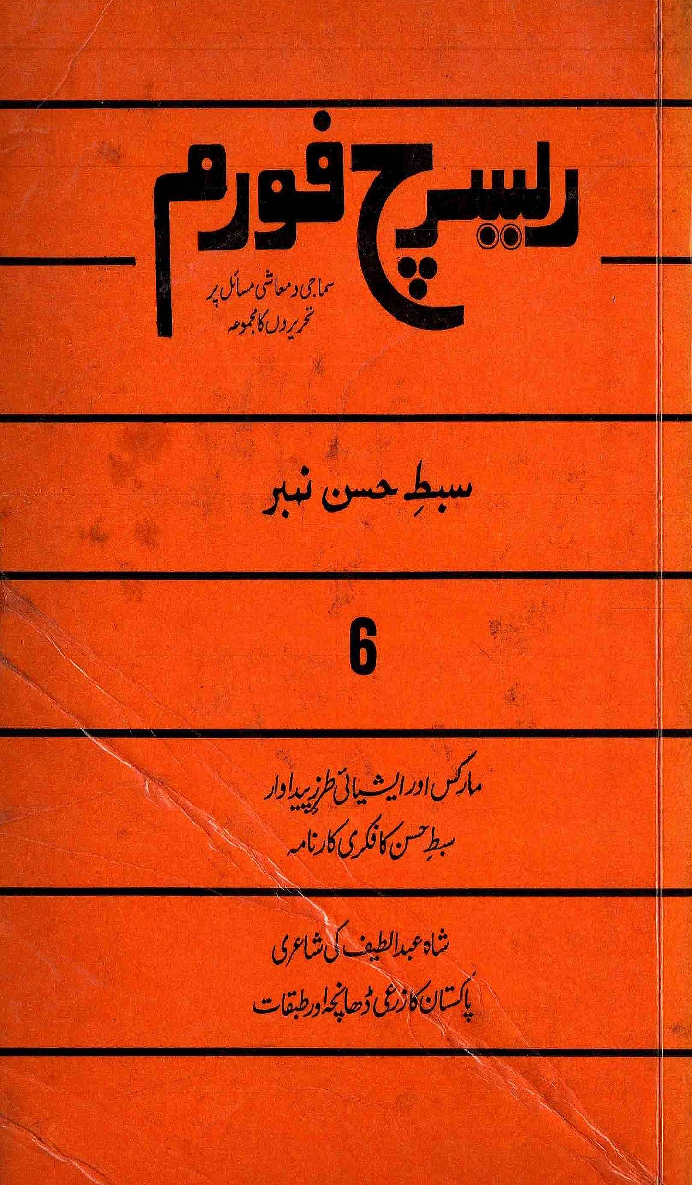 ریسرچ فورم
سماجی و معاشی مسائل پر
تحریروں کا مجموعہ
سبطِ حسن نمبر
6
مارکس اور ایشیائی طرزِ پیداوار
سبطِ حسن کا فکری کارنامہ
شاہ عبدالطیف کی شاعری
پاکستان کا زرعی ڈھانچہ اور طبقات